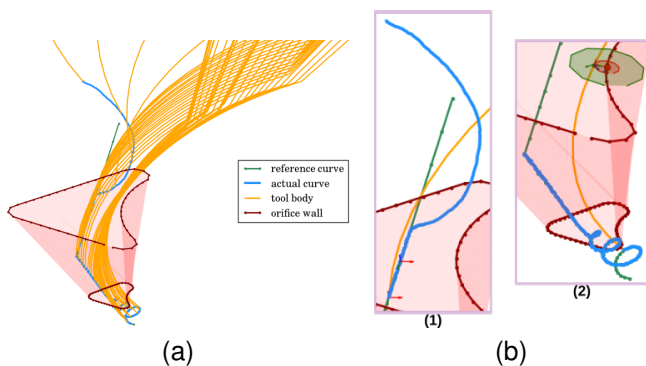 reference curve
actual curve
tool body
orifice wall
(1)
(2)
(a)
(b)